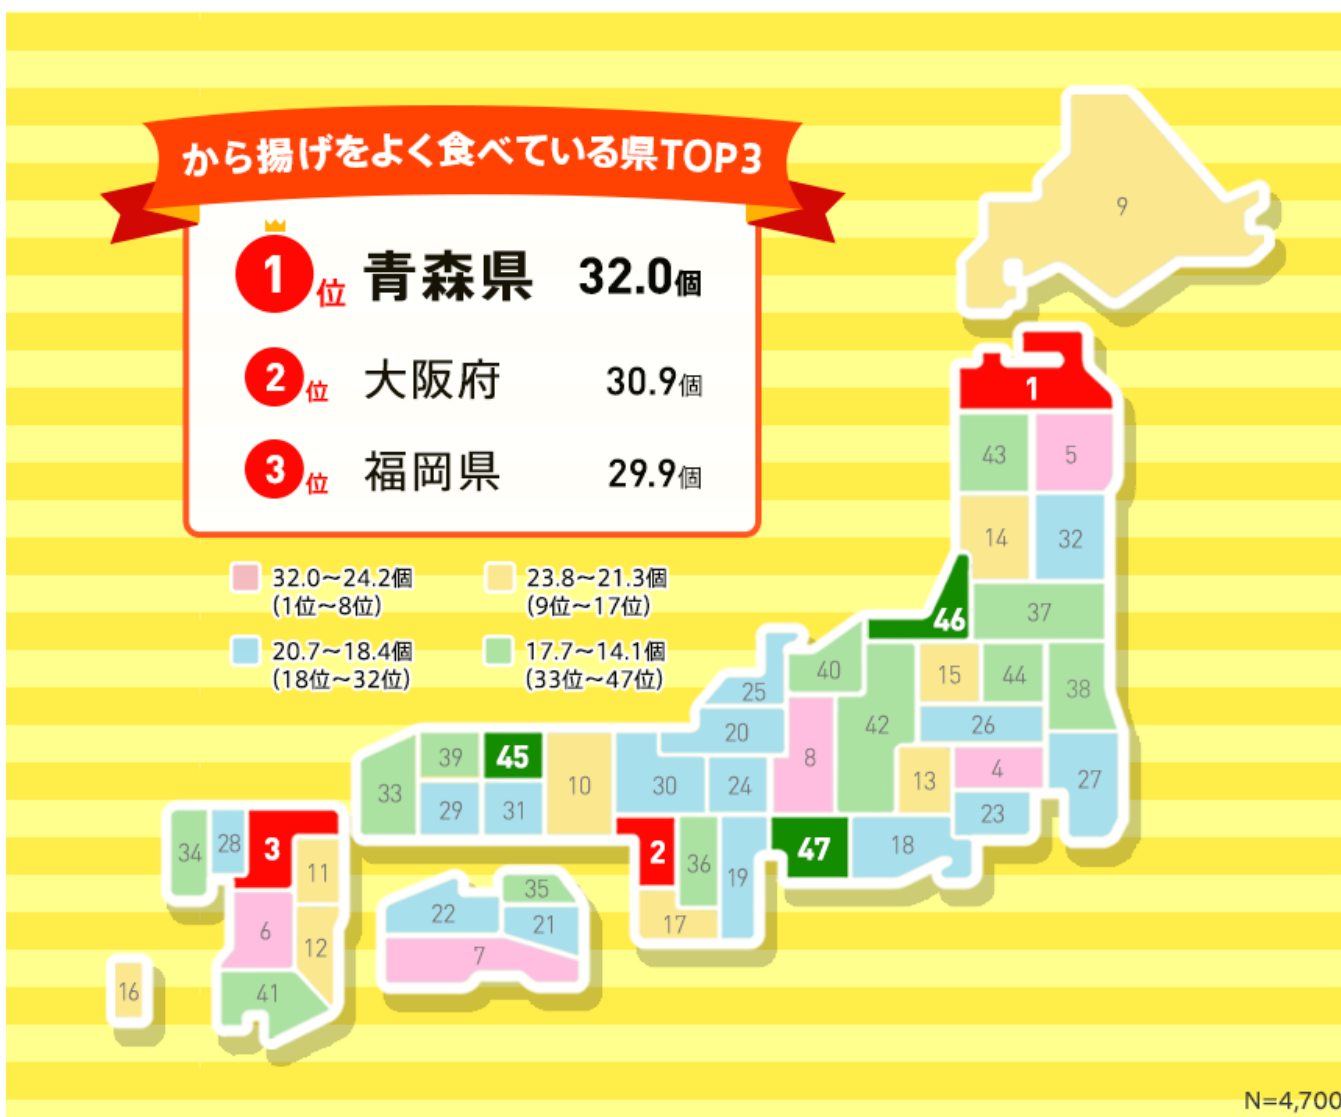 から揚げをよく食べている県TOP3
1位 青森県 32.0個
2位 大阪府 30.9個
3位 福岡県 29.9個
32.0～24.2個
(1位～8位)
23.8～21.3個
(9位～17位)
20.7～18.4個
(18位～32位)
17.7～14.1個
(33位～47位)
9
1
43 5
14 32
46 37
40 15 44 38
25 42 26
20 8 4 27
39 45 10 30 24 13 23
33 29 31
34 28 3 11 2 36 19 47 18
6 12 22 35 21 17
7
16 41
N=4,700